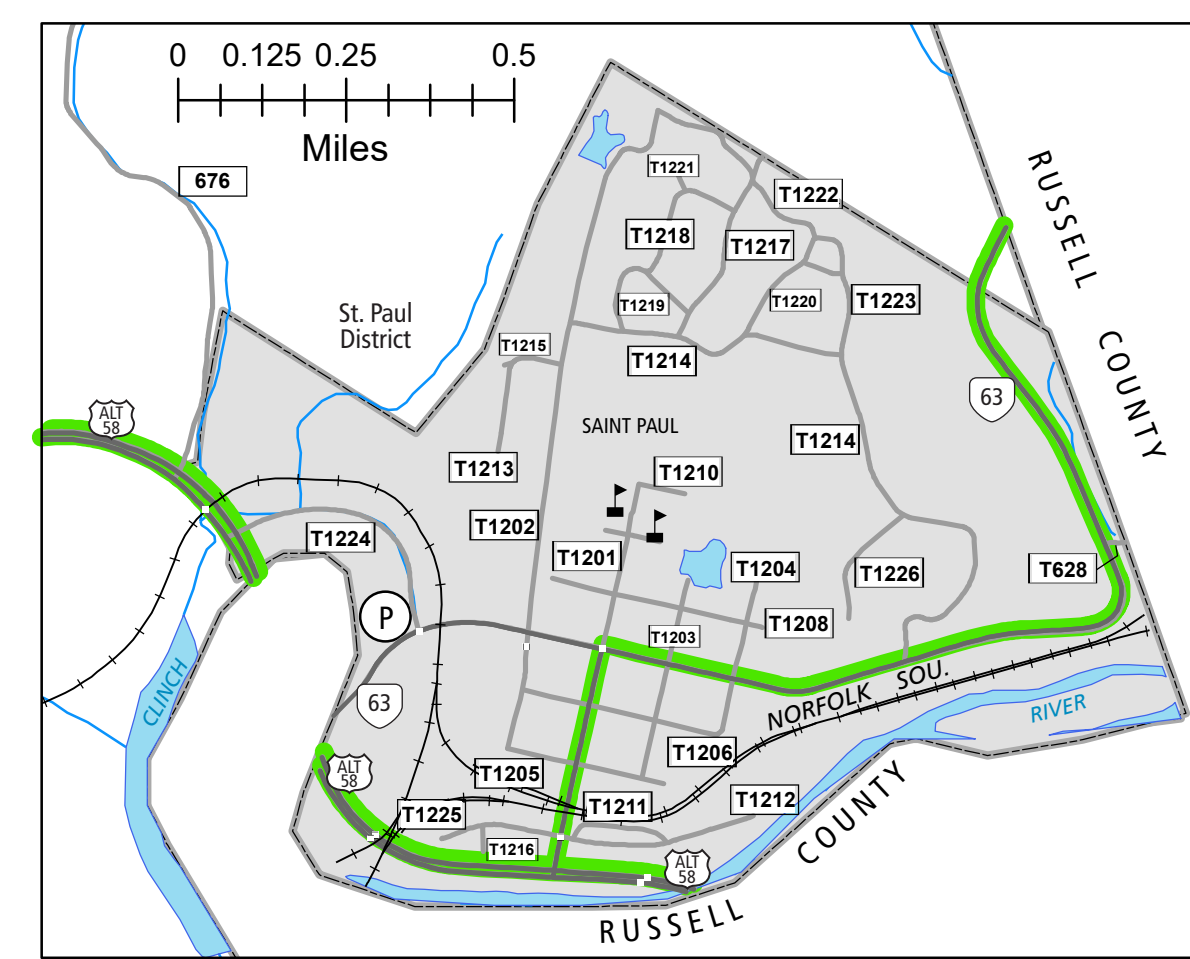 0 0.125 0.25 0.5
Miles
676
T1221
T1222
RUSSELL
COUNTY
T1218
T1217
T1219
T1220
T1223
St. Paul
District
T1215
T1214
63
ALT
58
SAINT PAUL
T1214
T1213
T1210
T1202
T1224
T1201
T1204
T1226
T628
P
T1203
T1208
CLINCH
63
NORFOLK SOU.
RIVER
ALT
58
T1206
T1205
T1225
T1211
T1212
T1216
ALT
58
RUSSELL
COUNTY